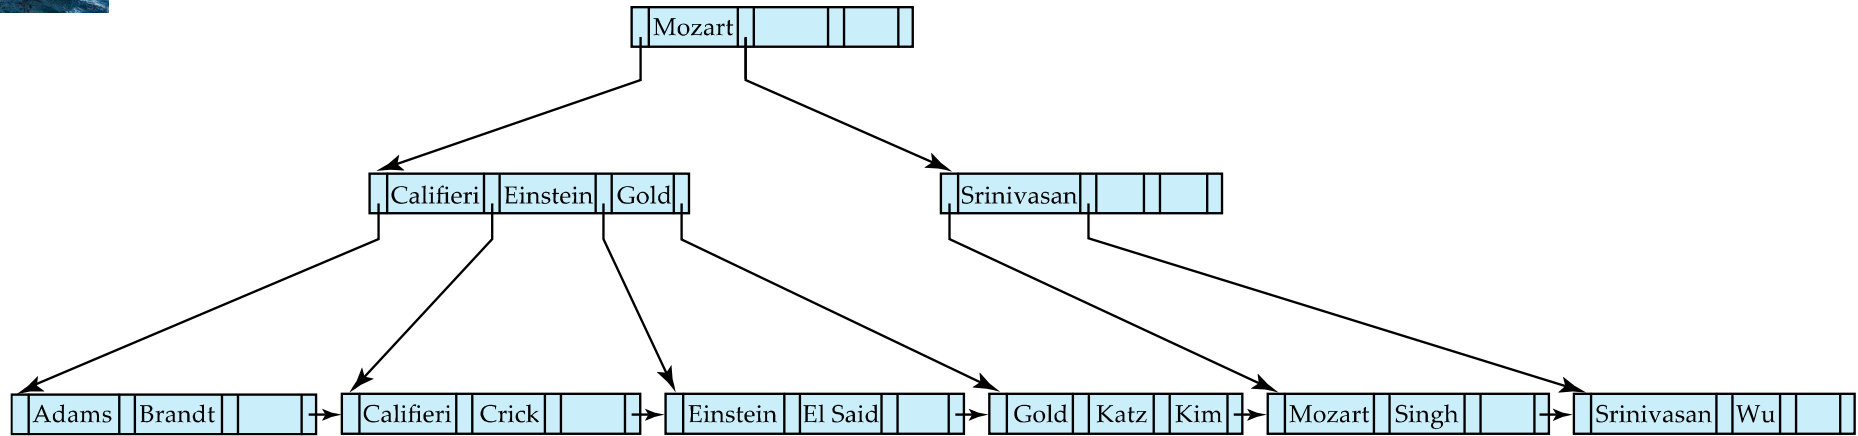 Mozart
Califieri Einstein Gold Srinivasan
Adams Brandt Califieri Crick Einstein El Said Gold Katz Kim Mozart Singh Srinivasan Wu